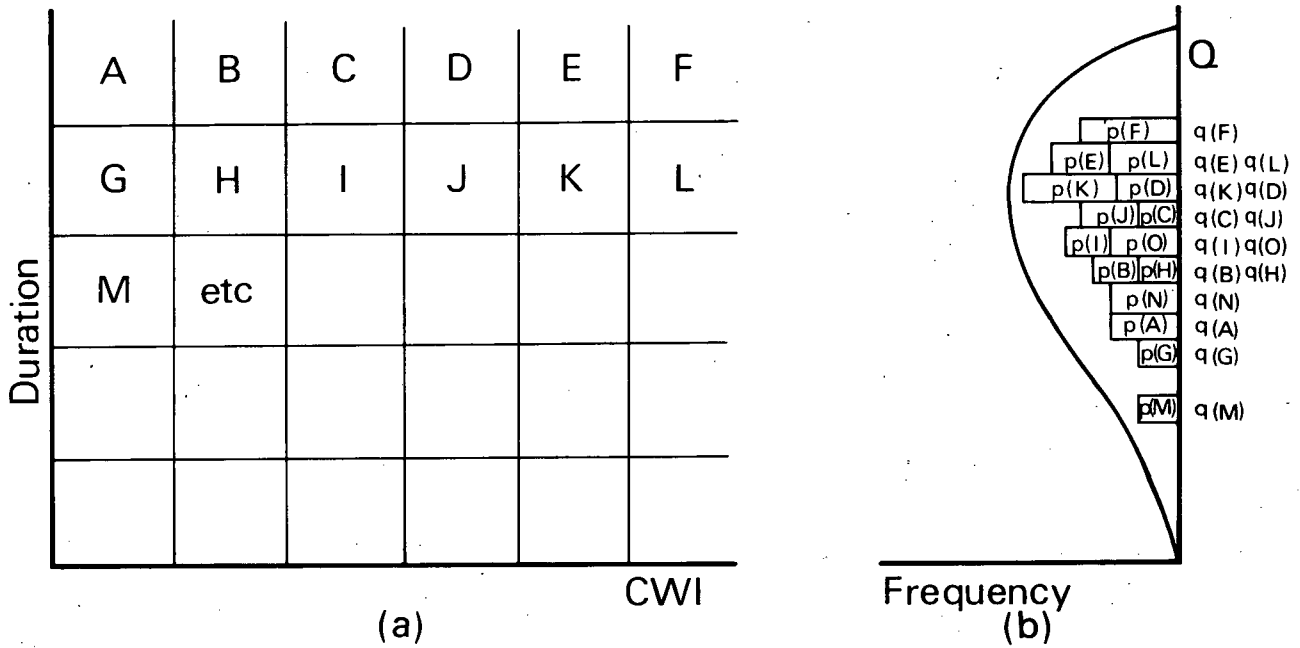 A B C D E F
G H I J K L
M etc
Duration
CWI
(a)
Q
p(F) q(F)
p(E) p(L) q(E) q(L)
p(K) p(D) q(K) q(D)
p(J) p(C) q(C) q(J)
p(I) p(O) q(I) q(O)
p(B) p(H) q(B) q(H)
p(N) q(N)
p(A) q(A)
p(G) q(G)
p(M) q(M)
Frequency
(b)